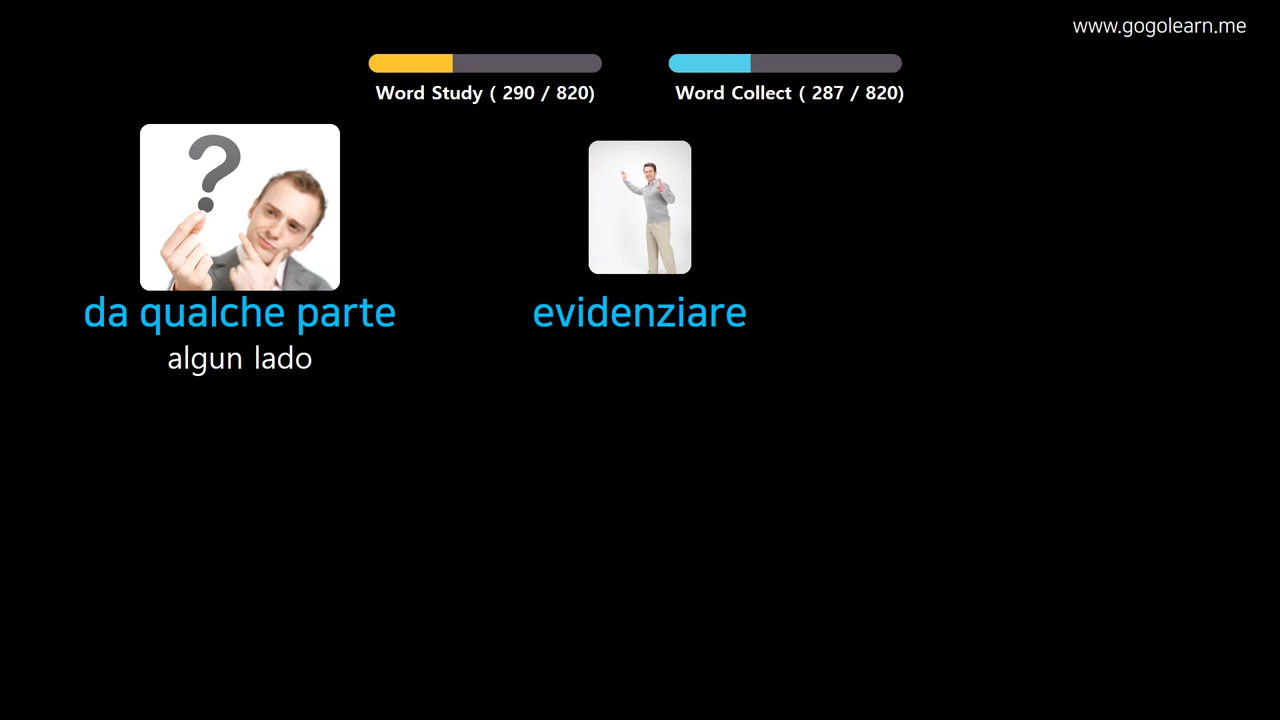 www.gogolearn.me
Word Study ( 290 / 820)
Word Collect ( 287 / 820)
da qualche parte
algun lado
evidenziare